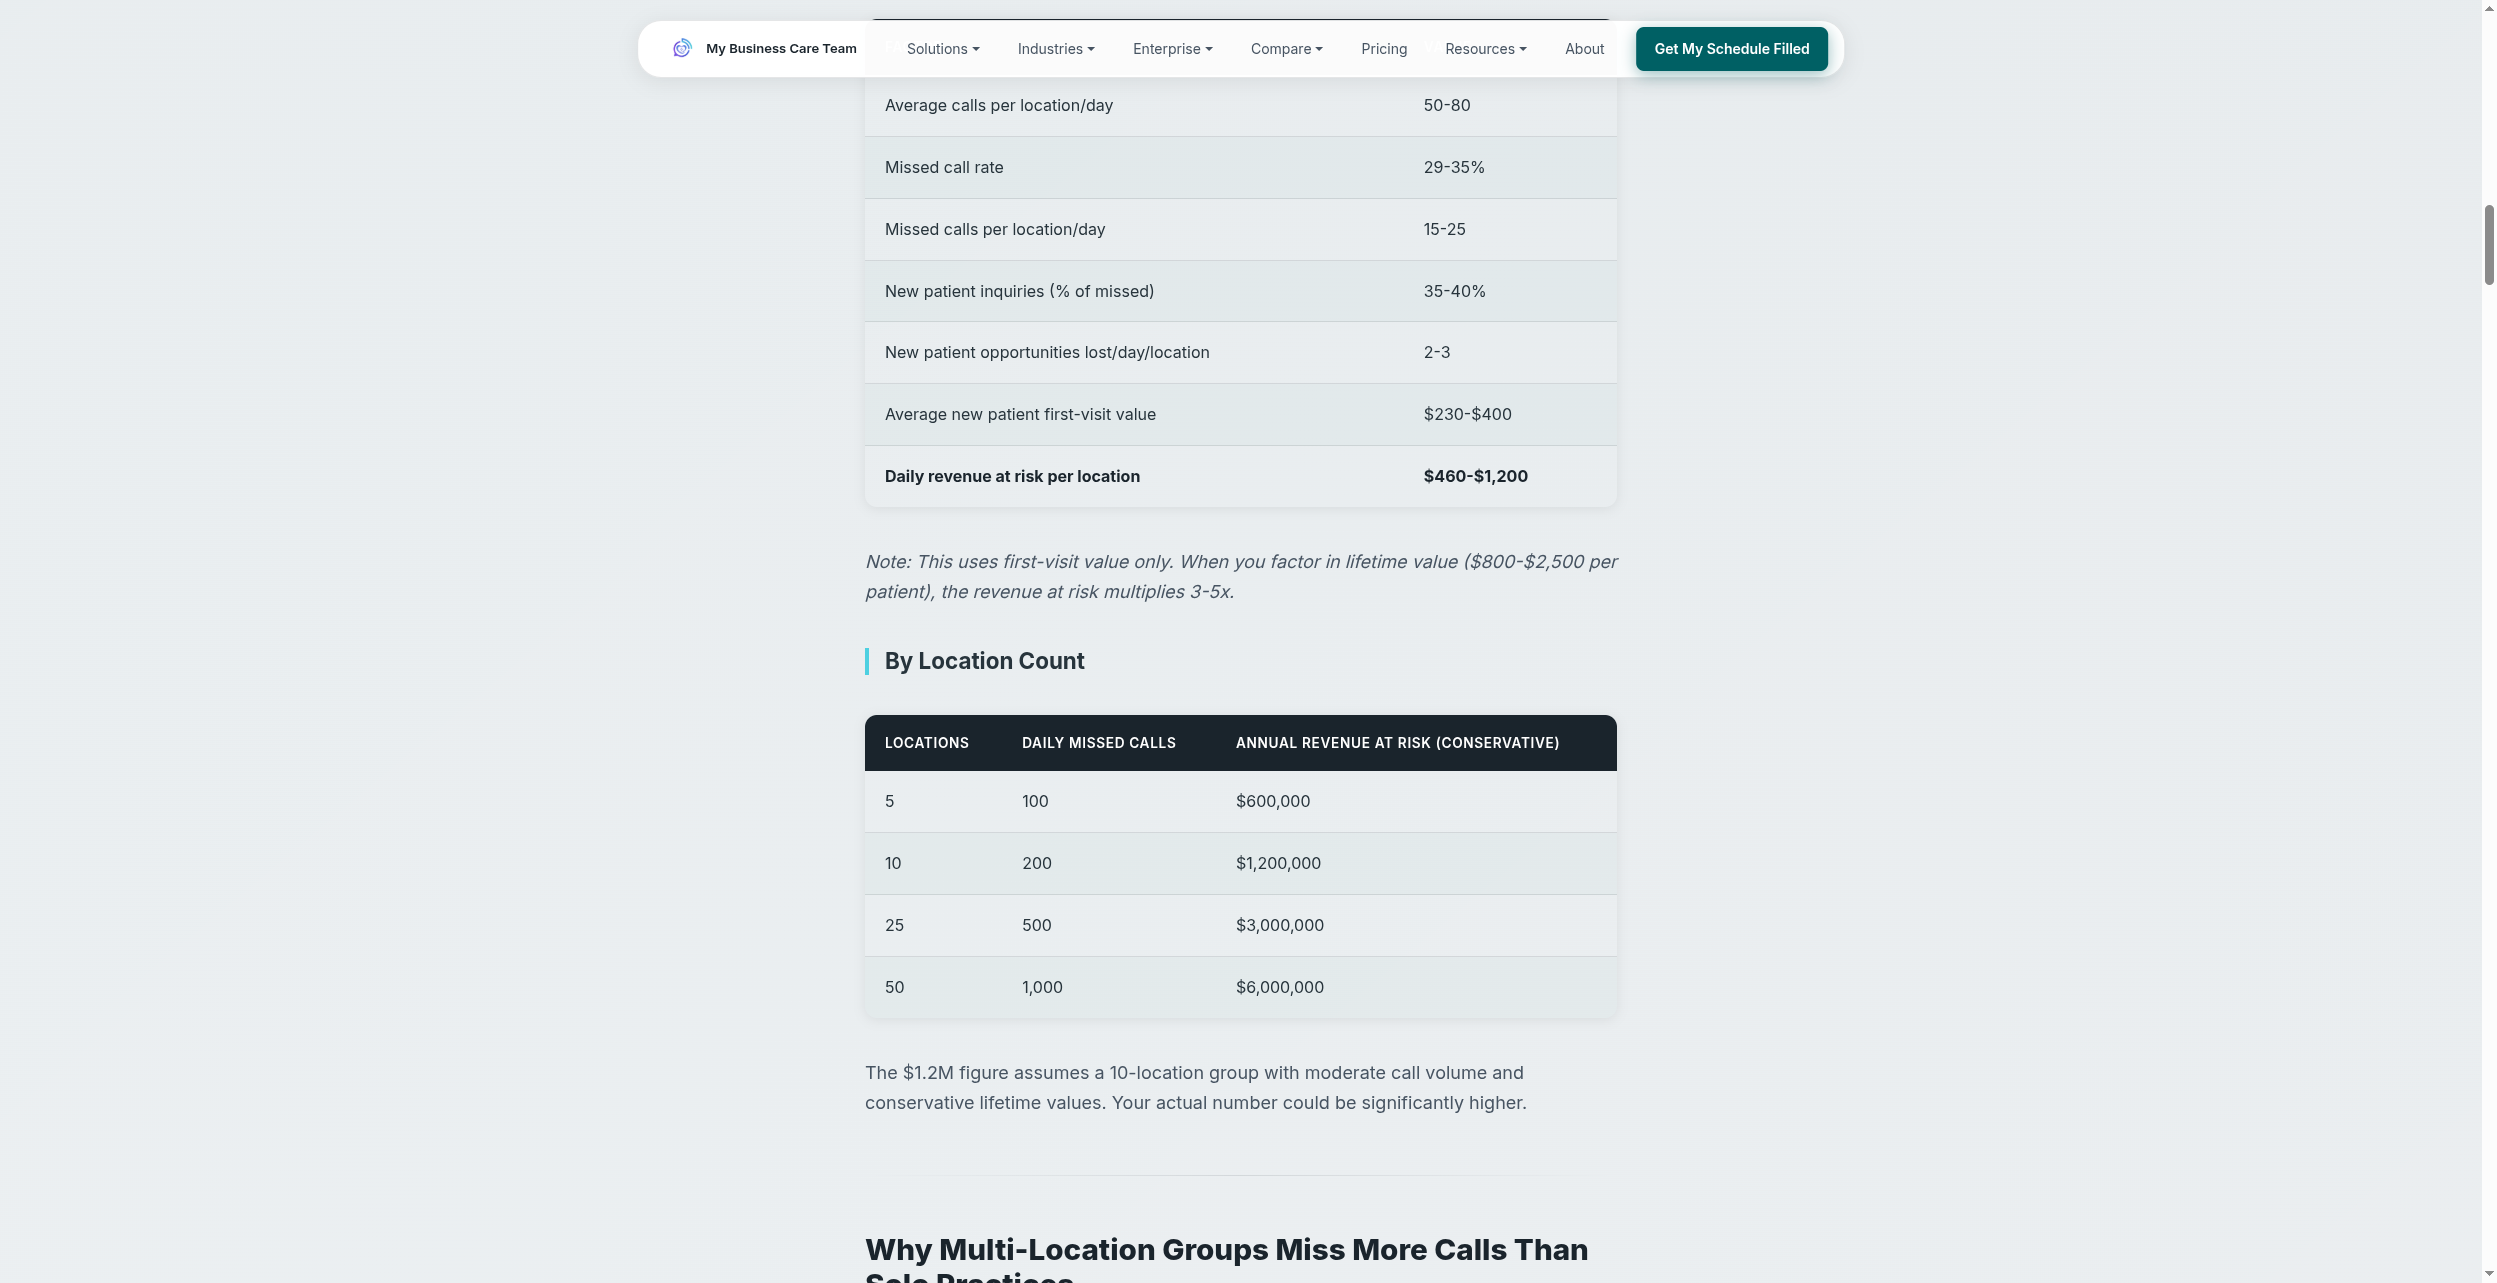 My Business Care Team Solutions Industries Enterprise Compare Pricing Resources About Get My Schedule Filled
Average calls per location/day 50-80
Missed call rate 29-35%
Missed calls per location/day 15-25
New patient inquiries (% of missed) 35-40%
New patient opportunities lost/day/location 2-3
Average new patient first-visit value $230-$400
Daily revenue at risk per location $460-$1,200
Note: This uses first-visit value only. When you factor in lifetime value ($800-$2,500 per
patient), the revenue at risk multiplies 3-5x.
By Location Count
LOCATIONS DAILY MISSED CALLS ANNUAL REVENUE AT RISK (CONSERVATIVE)
5 100 $600,000
10 200 $1,200,000
25 500 $3,000,000
50 1,000 $6,000,000
The $1.2M figure assumes a 10-location group with moderate call volume and
conservative lifetime values. Your actual number could be significantly higher.
Why Multi-Location Groups Miss More Calls Than
Solo Practices